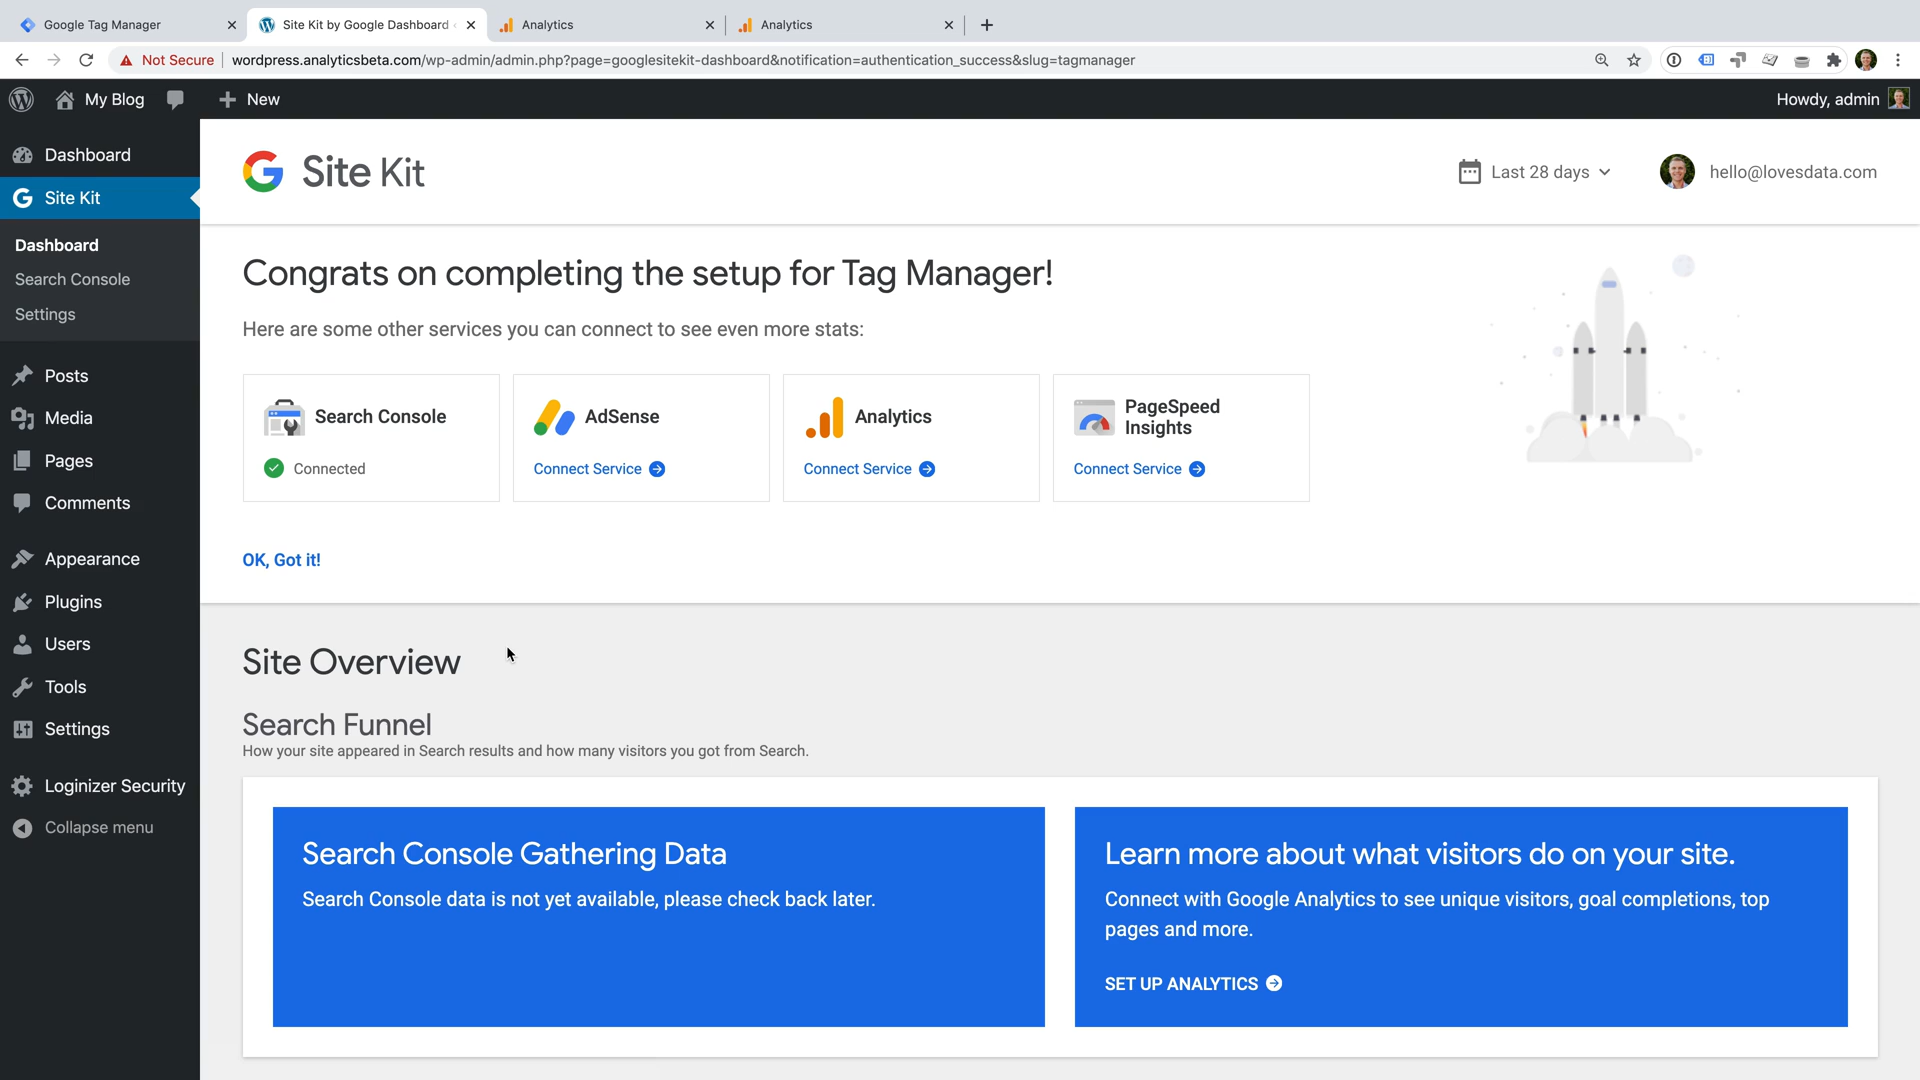 Google Tag Manager
Site Kit by Google Dashboard
Analytics
Analytics
Not Secure
wordpress.analyticsbeta.com/wp-admin/admin.php?page=googlesitekit-dashboard&notification=authentication_success&slug=tagmanager
My Blog
New
Howdy, admin
Dashboard
Site Kit
Dashboard
Search Console
Settings
Posts
Media
Pages
Comments
Appearance
Plugins
Users
Tools
Settings
Loginizer Security
Collapse menu
Site Kit
Last 28 days
hello@lovesdata.com
Congrats on completing the setup for Tag Manager!
Here are some other services you can connect to see even more stats:
Search Console
Connected
AdSense
Connect Service
Analytics
Connect Service
PageSpeed
Insights
Connect Service
OK, Got it!
Site Overview
Search Funnel
How your site appeared in Search results and how many visitors you got from Search.
Search Console Gathering Data
Search Console data is not yet available, please check back later.
Learn more about what visitors do on your site.
Connect with Google Analytics to see unique visitors, goal completions, top
pages and more.
SET UP ANALYTICS